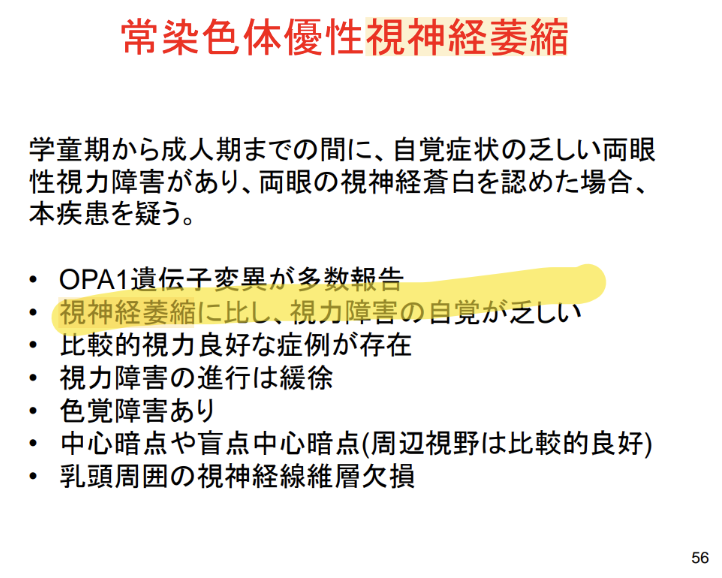 常染色体優性視神経萎縮
学童期から成人期までの間に、自覚症状の乏しい両眼
性視力障害があり、両眼の視神経蒼白を認めた場合、
本疾患を疑う。
• OPA1遺伝子変異が多数報告
• 視神経萎縮に比し、視力障害の自覚が乏しい
• 比較的視力良好な症例が存在
• 視力障害の進行は緩徐
• 色覚障害あり
• 中心暗点や盲点中心暗点(周辺視野は比較的良好)
• 乳頭周囲の視神経線維層欠損
56